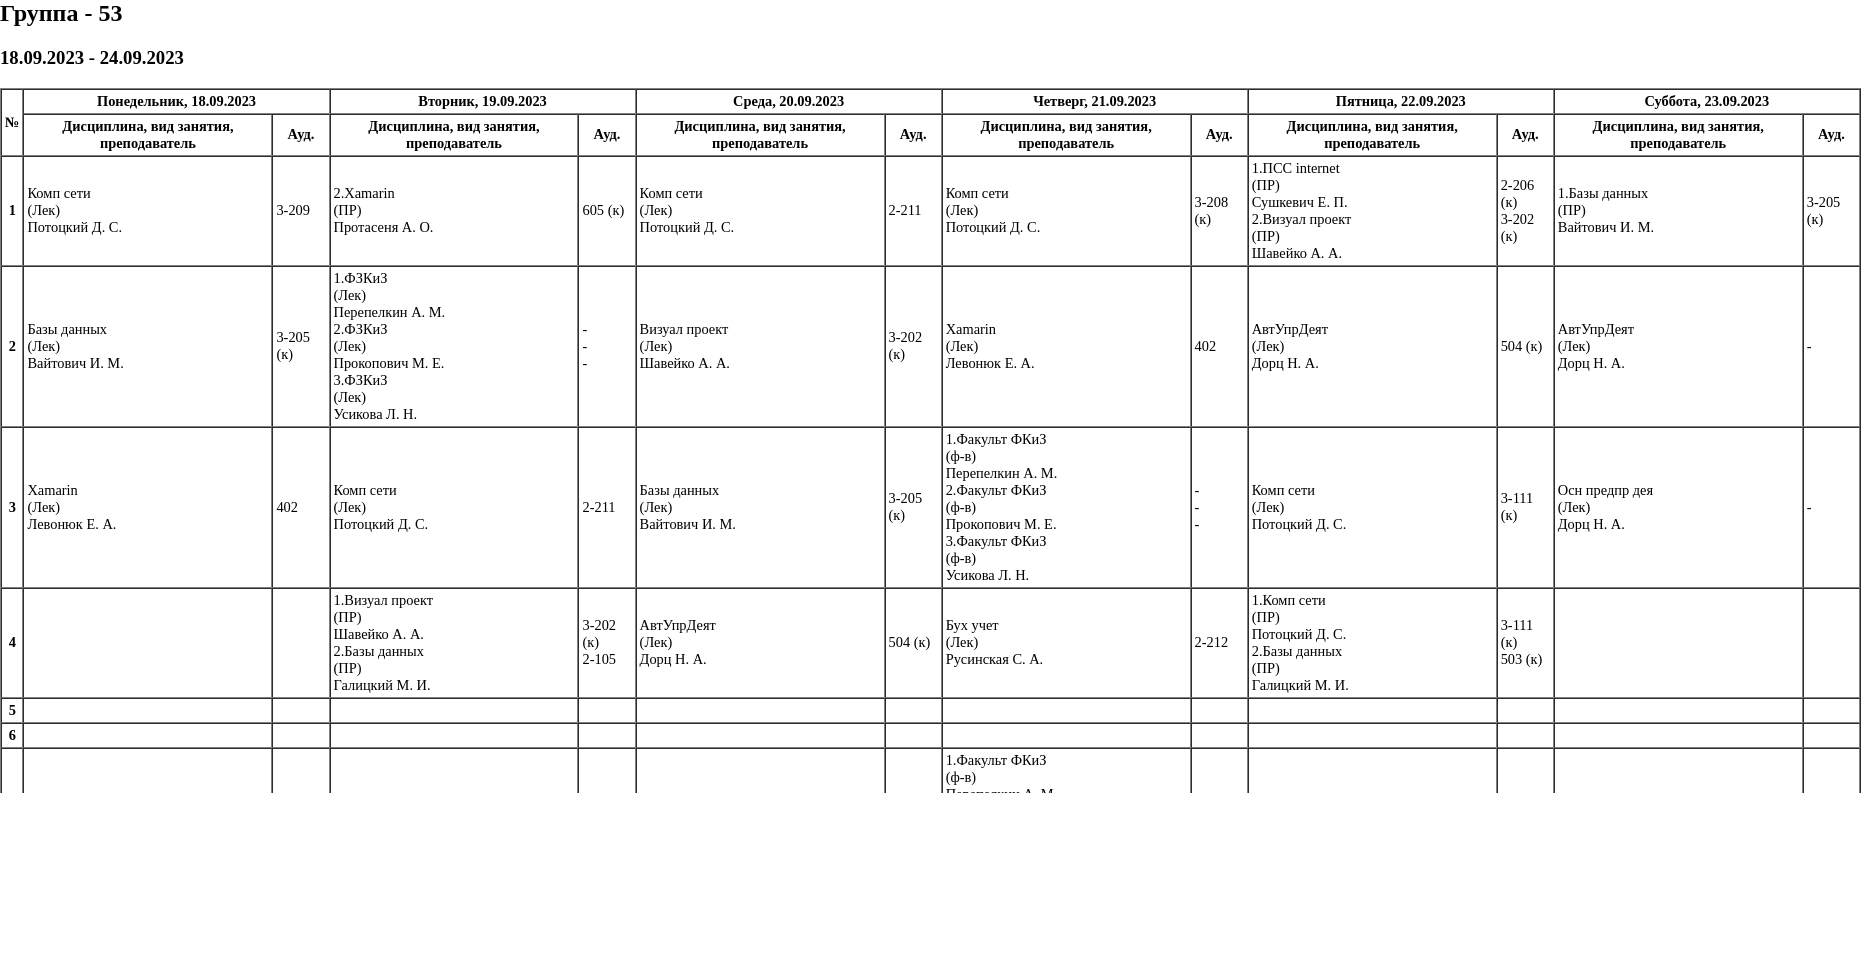 Группа - 53
18.09.2023 - 24.09.2023
№
Понедельник, 18.09.2023
Вторник, 19.09.2023
Среда, 20.09.2023
Четверг, 21.09.2023
Пятница, 22.09.2023
Суббота, 23.09.2023
Дисциплина, вид занятия,
преподаватель
Ауд.
Дисциплина, вид занятия,
преподаватель
Ауд.
Дисциплина, вид занятия,
преподаватель
Ауд.
Дисциплина, вид занятия,
преподаватель
Ауд.
Дисциплина, вид занятия,
преподаватель
Ауд.
Дисциплина, вид занятия,
преподаватель
Ауд.
1
Комп сети
(Лек)
Потоцкий Д. С.
3-209
2.Xamarin
(ПР)
Протасеня А. О.
605 (к)
Комп сети
(Лек)
Потоцкий Д. С.
2-211
Комп сети
(Лек)
Потоцкий Д. С.
3-208
(к)
1.ПСС internet
(ПР)
Сушкевич Е. П.
2.Визуал проект
(ПР)
Шавейко А. А.
2-206
(к)
3-202
(к)
1.Базы данных
(ПР)
Вайтович И. М.
3-205
(к)
2
Базы данных
(Лек)
Вайтович И. М.
3-205
(к)
1.ФЗКиЗ
(Лек)
Перепелкин А. М.
2.ФЗКиЗ
(Лек)
Прокопович М. Е.
3.ФЗКиЗ
(Лек)
Усикова Л. Н.
-
-
-
Визуал проект
(Лек)
Шавейко А. А.
3-202
(к)
Xamarin
(Лек)
Левонюк Е. А.
402
АвтУпрДеят
(Лек)
Дорц Н. А.
504 (к)
АвтУпрДеят
(Лек)
Дорц Н. А.
-
3
Xamarin
(Лек)
Левонюк Е. А.
402
Комп сети
(Лек)
Потоцкий Д. С.
2-211
Базы данных
(Лек)
Вайтович И. М.
3-205
(к)
1.Факульт ФКиЗ
(ф-в)
Перепелкин А. М.
2.Факульт ФКиЗ
(ф-в)
Прокопович М. Е.
3.Факульт ФКиЗ
(ф-в)
Усикова Л. Н.
-
-
-
Комп сети
(Лек)
Потоцкий Д. С.
3-111
(к)
Осн предпр дея
(Лек)
Дорц Н. А.
-
4
1.Визуал проект
(ПР)
Шавейко А. А.
2.Базы данных
(ПР)
Галицкий М. И.
3-202
(к)
2-105
АвтУпрДеят
(Лек)
Дорц Н. А.
504 (к)
Бух учет
(Лек)
Русинская С. А.
2-212
1.Комп сети
(ПР)
Потоцкий Д. С.
2.Базы данных
(ПР)
Галицкий М. И.
3-111
(к)
503 (к)
5
6
1.Факульт ФКиЗ
(ф-в)